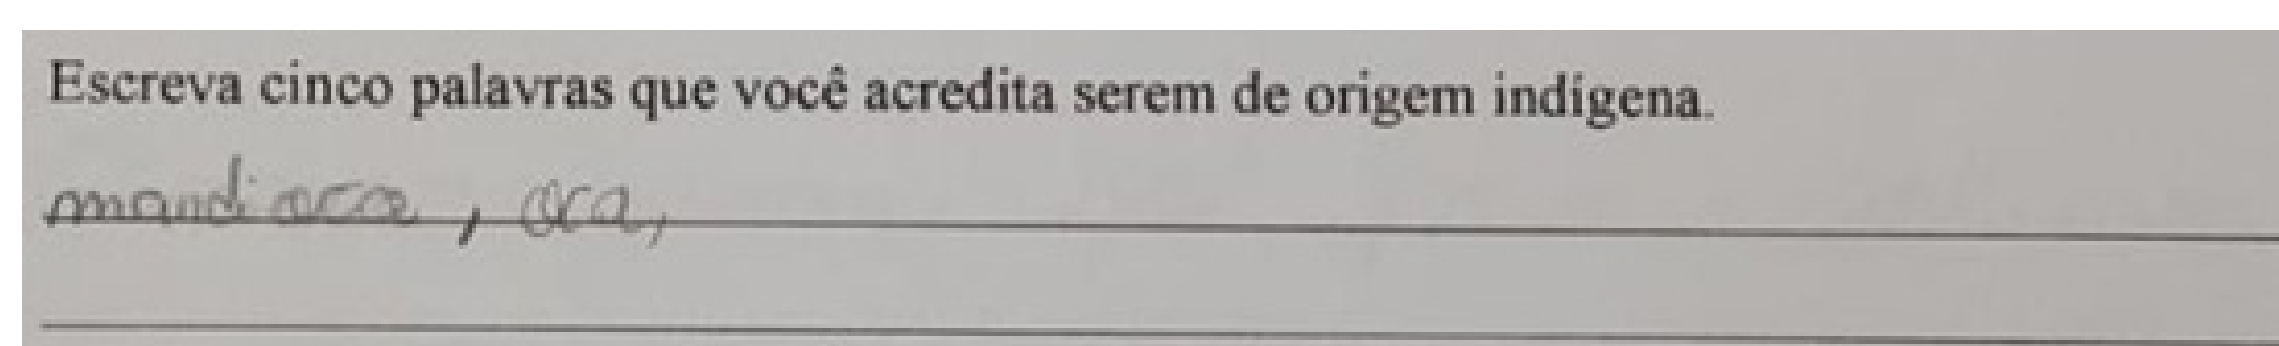 Escreva cinco palavras que você acredita serem de origem indígena.
mandioca, oca,